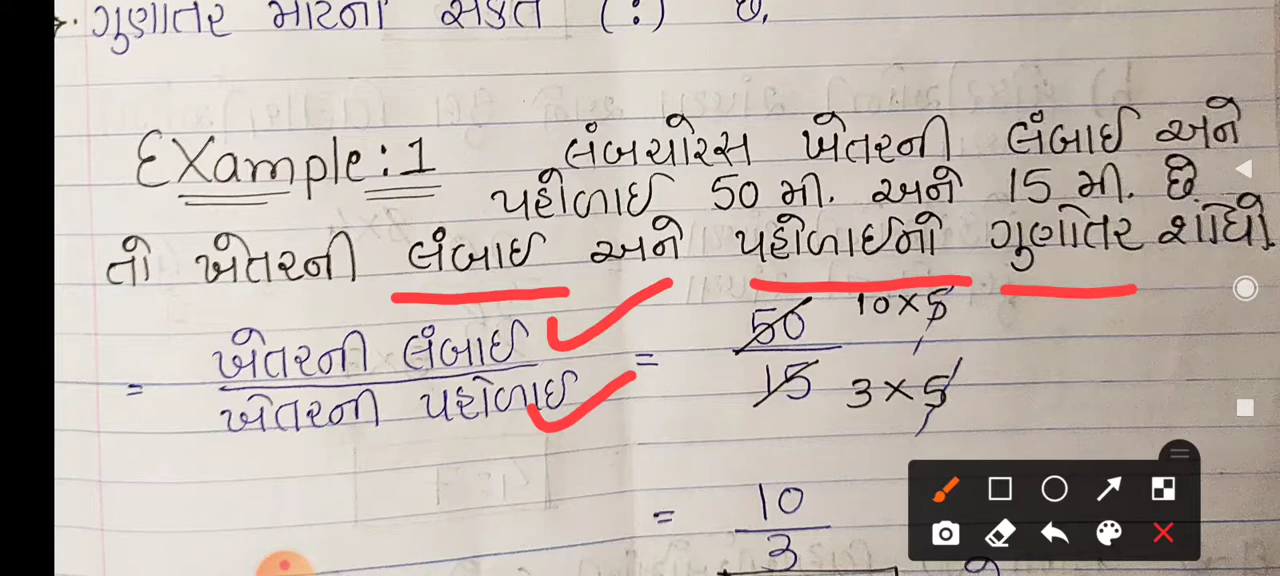 ગુણોતર માટેનો સંકેત (:) છે.
Example:1 લંબચોરસ ખેતરની લંબાઈ અને
પહોળાઈ 50 મી. અને 15 મી. છે
તો ખેતરની લંબાઈ અને પહોળાઈનો ગુણોતર શોધો.
= ખેતરની લંબાઈ / ખેતરની પહોળાઈ = 50 / 15 10×5 / 3×5
= 10 / 3